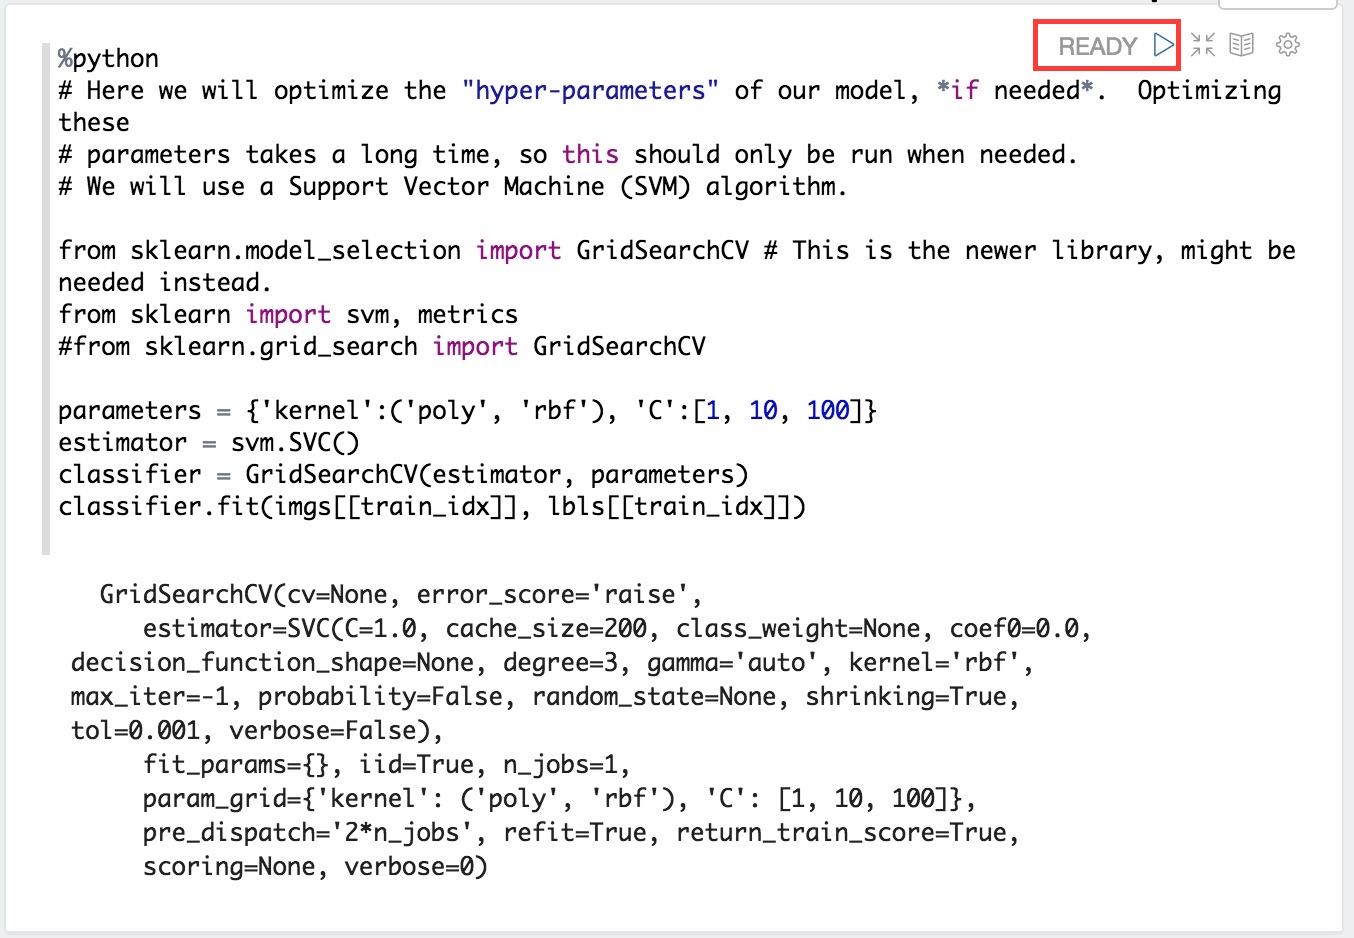 READY
%python
# Here we will optimize the "hyper-parameters" of our model, *if needed*.  Optimizing
these
# parameters takes a long time, so this should only be run when needed.
# We will use a Support Vector Machine (SVM) algorithm.
from sklearn.model_selection import GridSearchCV # This is the newer library, might be
needed instead.
from sklearn import svm, metrics
#from sklearn.grid_search import GridSearchCV
parameters = {'kernel':('poly', 'rbf'), 'C':[1, 10, 100]}
estimator = svm.SVC()
classifier = GridSearchCV(estimator, parameters)
classifier.fit(imgs[[train_idx]], lbls[[train_idx]])
GridSearchCV(cv=None, error_score='raise',
estimator=SVC(C=1.0, cache_size=200, class_weight=None, coef0=0.0,
decision_function_shape=None, degree=3, gamma='auto', kernel='rbf',
max_iter=-1, probability=False, random_state=None, shrinking=True,
tol=0.001, verbose=False),
fit_params={}, iid=True, n_jobs=1,
param_grid={'kernel': ('poly', 'rbf'), 'C': [1, 10, 100]},
pre_dispatch='2*n_jobs', refit=True, return_train_score=True,
scoring=None, verbose=0)